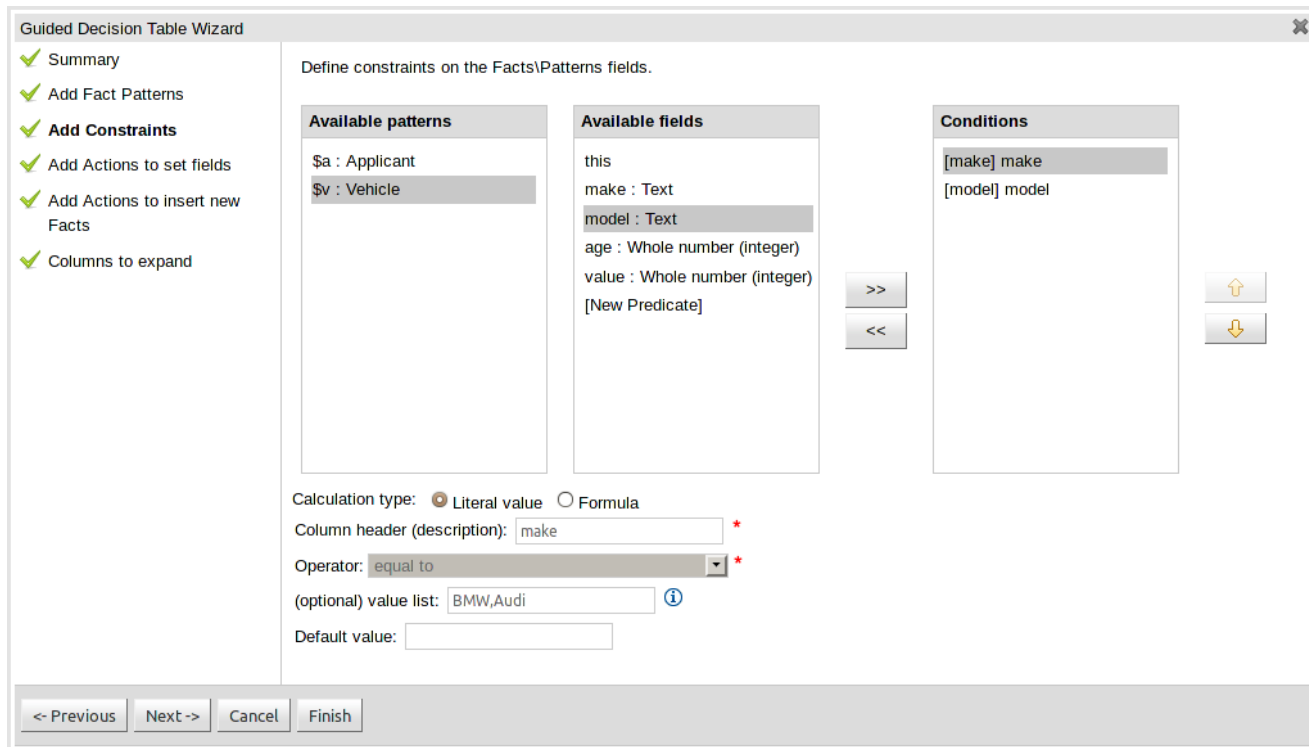 Guided Decision Table Wizard
Summary
Add Fact Patterns
Add Constraints
Add Actions to set fields
Add Actions to insert new
Facts
Columns to expand
Define constraints on the Facts\Patterns fields.
Available patterns
$a : Applicant
$v : Vehicle
Available fields
this
make : Text
model : Text
age : Whole number (integer)
value : Whole number (integer)
[New Predicate]
>>
<<
Conditions
[make] make
[model] model
Calculation type: Literal value Formula
Column header (description): make *
Operator: equal to *
(optional) value list: BMW,Audi
Default value:
<- Previous Next -> Cancel Finish